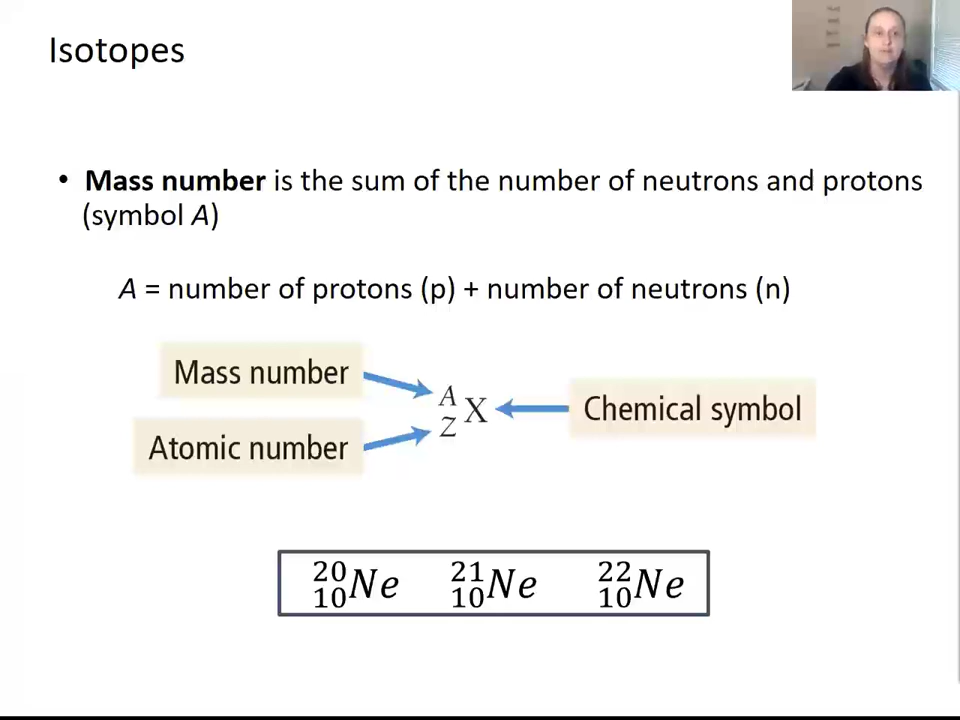 Isotopes
• Mass number is the sum of the number of neutrons and protons
(symbol A)
A = number of protons (p) + number of neutrons (n)
Mass number
Atomic number
A
Z X
Chemical symbol
20 10 Ne 21 10 Ne 22 10 Ne